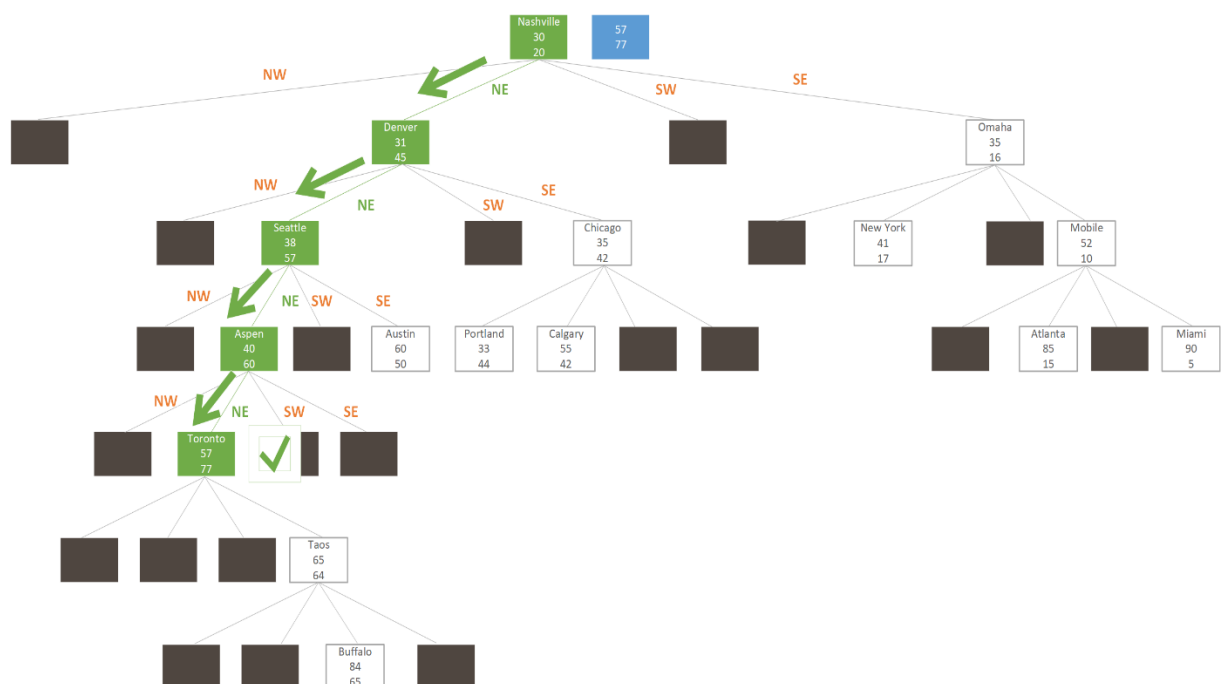 Nashville
30
20
57
77
NW
NE
SW
SE
Denver
31
45
Omaha
35
16
NW
NE
SW
SE
Seattle
38
57
Chicago
35
42
New York
41
17
Mobile
52
10
NW
NE
SW
SE
Aspen
40
60
Austin
60
50
Portland
33
44
Calgary
55
42
Atlanta
85
15
Miami
90
5
NW
NE
SW
SE
Toronto
57
77
Taos
65
64
Buffalo
84
65